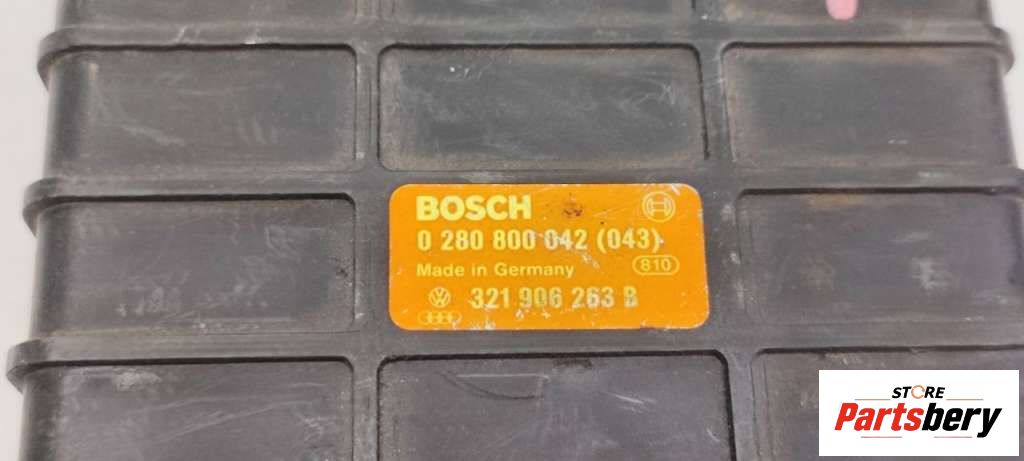 BOSCH
0 280 800 042 (043)
Made in Germany 810
321 906 263 B
STORE
Partsbery